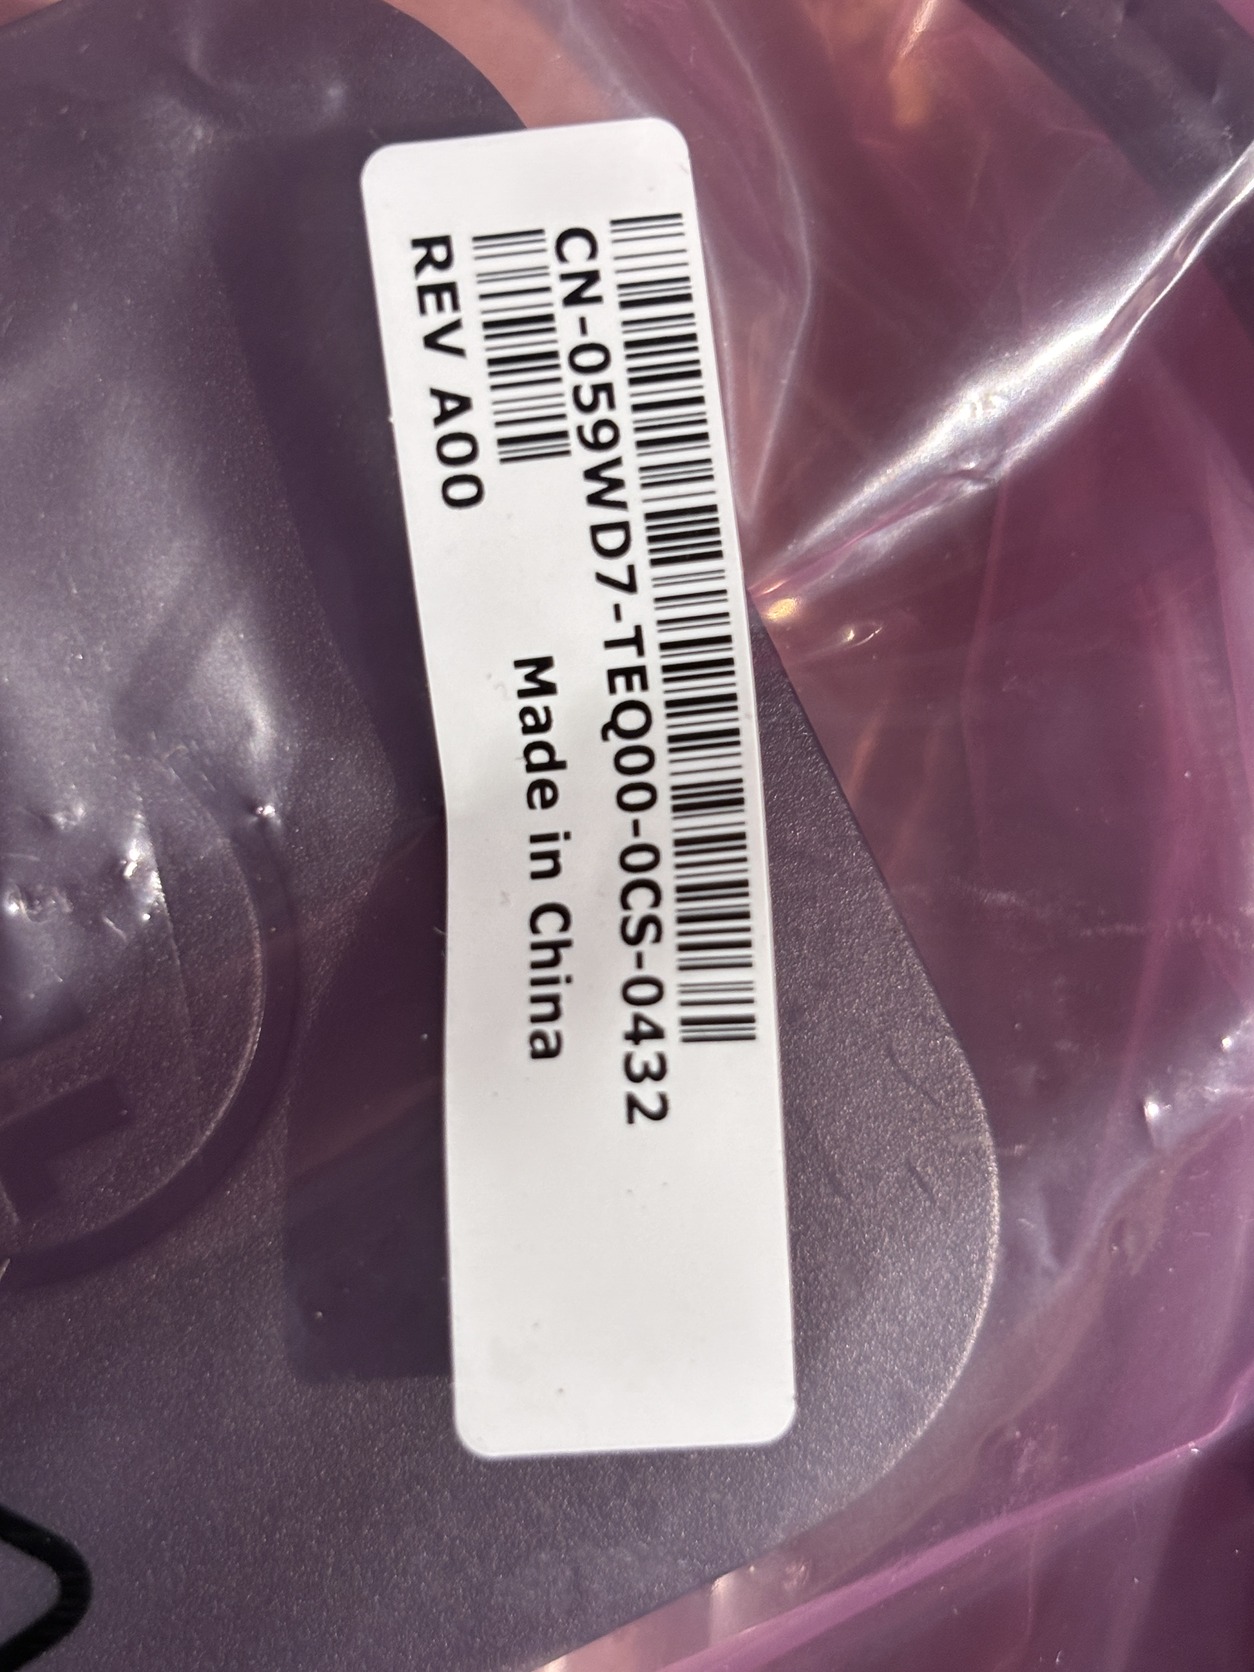 CN-059WD7-TEQ00-0CS-0432
REV A00
Made in China